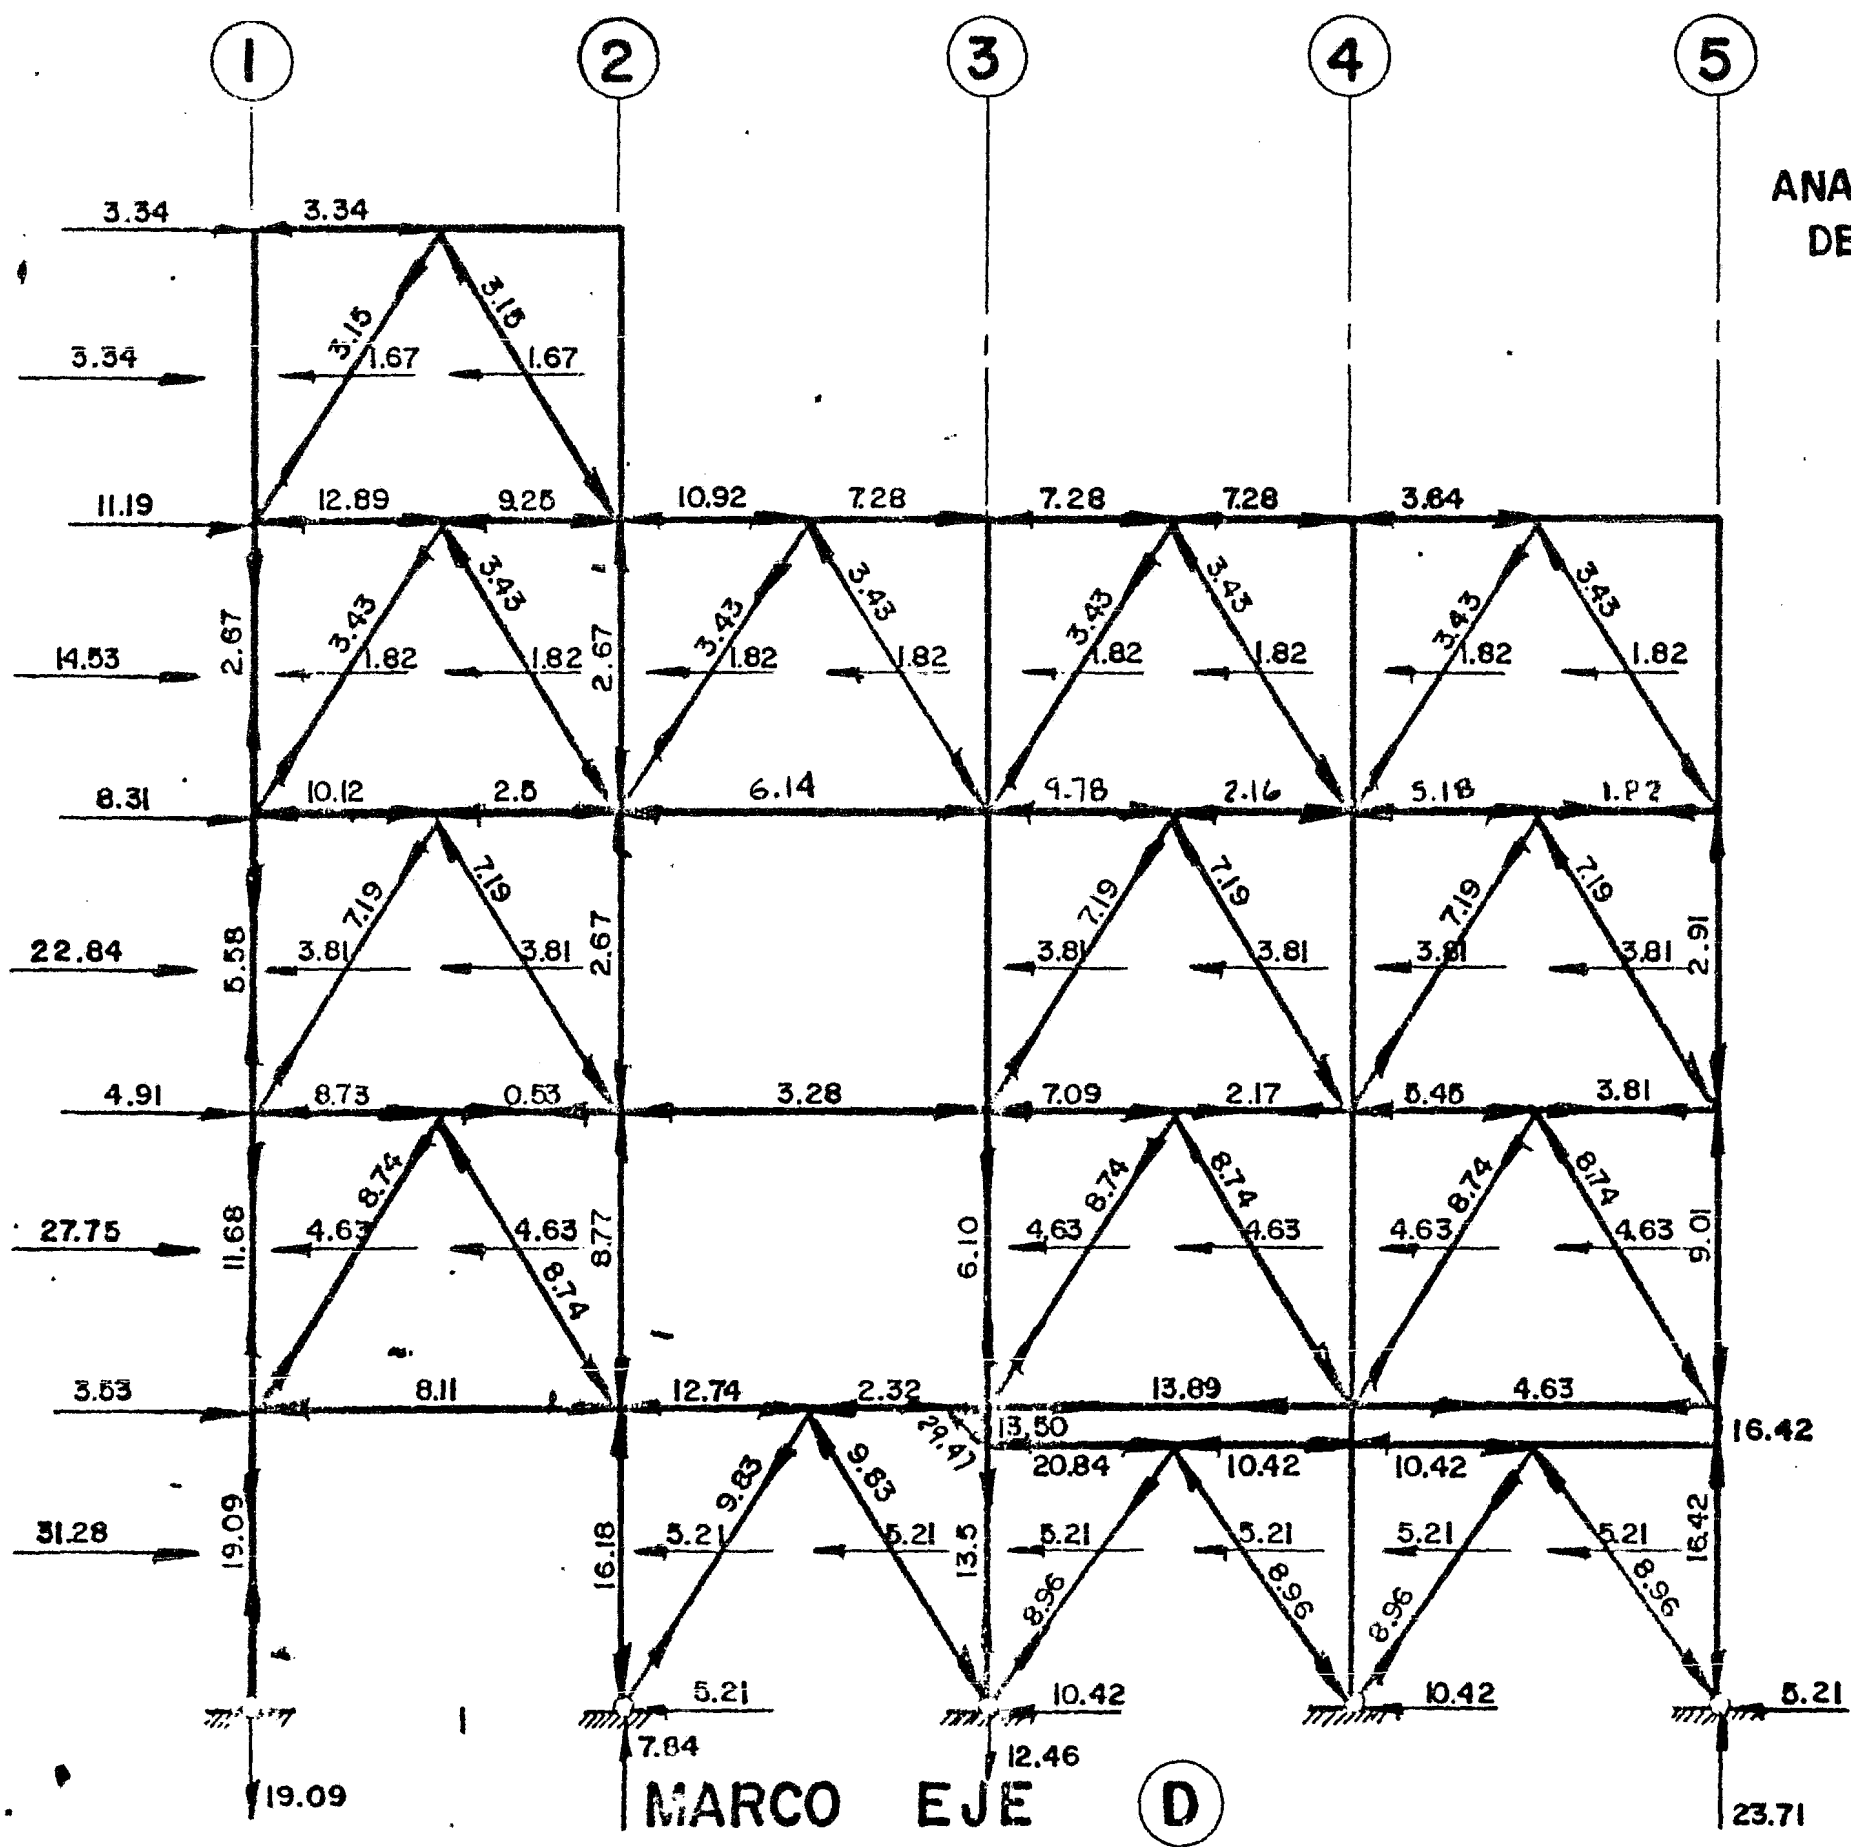 1 2 3 4 5
ANA
DE
3.34 3.34
3.15 3.15
3.34 1.67 1.67
11.19 12.89 9.25 10.92 7.28 7.28 7.28 3.64
3.43 3.43 3.43 3.43 3.43 3.43 3.43 3.43
2.67 2.67
14.53 1.82 1.82 1.82 1.82 1.82 1.82 1.82 1.82
8.31 10.12 2.5 6.14 9.78 2.16 5.18 1.82
7.19 7.19 7.19 7.19 7.19 7.19
5.58 2.67 2.91
22.84 3.81 3.81 3.81 3.81 3.81 3.81
4.91 8.73 0.53 3.28 7.09 2.17 5.45 3.81
8.74 8.74 8.74 8.74 8.74
11.68 8.77 6.10 9.01
27.75 4.63 4.63 4.63 4.63 4.63 4.63
8.74
3.53 8.11 12.74 2.32 13.89 4.63
29.47 13.50 16.42
20.84 10.42 10.42
9.83 9.83
19.09 16.18 13.5 16.42
31.28 5.21 5.21 5.21 5.21 5.21 5.21
8.96 8.96 8.96 8.96
5.21 10.42 10.42 5.21
7.84 12.46
19.09 23.71
MARCO EJE D